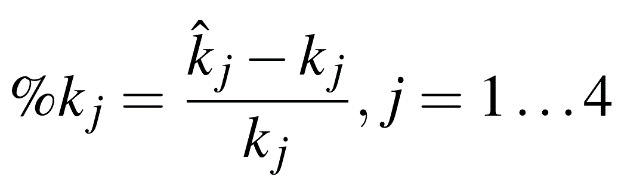 %k_j = \frac{\hat{k}_j - k_j}{k_j}, j = 1 \ldots 4